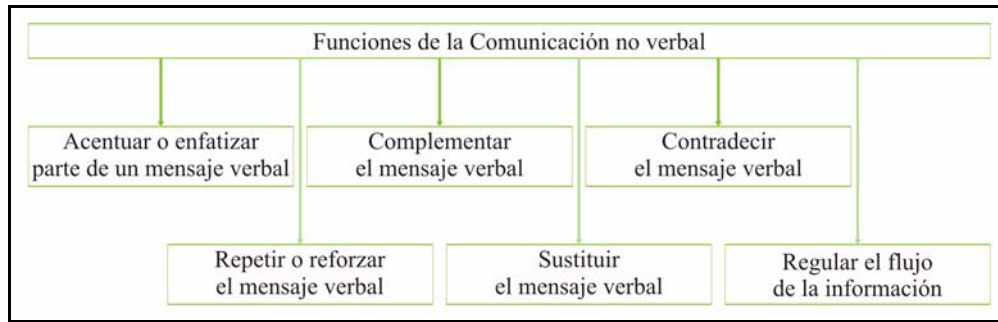 Funciones de la Comunicación no verbal
Acentuar o enfatizar
parte de un mensaje verbal
Complementar
el mensaje verbal
Contradecir
el mensaje verbal
Repetir o reforzar
el mensaje verbal
Sustituir
el mensaje verbal
Regular el flujo
de la información